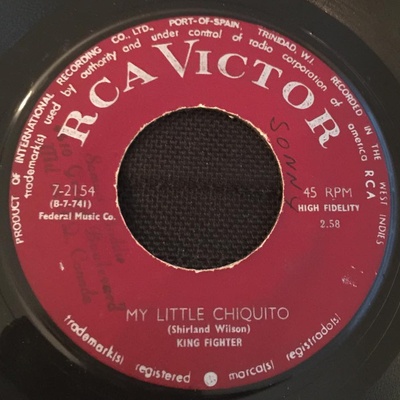 PRODUCT OF INTERNATIONAL RECORDING CO., LTD., PORT-OF-SPAIN, TRINIDAD, W.I.
RECORDED IN THE WEST INDIES
trademark(s) used by authority and under control of radio corporation of america RCA
RCA VICTOR
SONNY
7-2154
(B-7-741)
Federal Music Co.
45 RPM
HIGH FIDELITY
2.58
MY LITTLE CHIQUITO
(Shirland Wilson)
KING FIGHTER
trademark(s) registered marca(s) registrado(s)